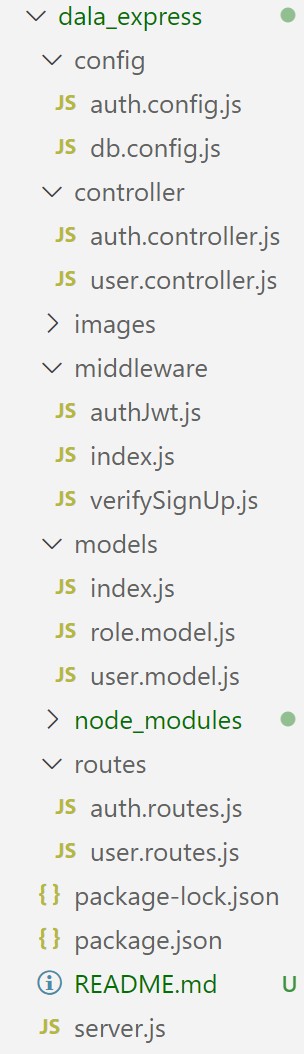 dala_express
config
JS auth.config.js
JS db.config.js
controller
JS auth.controller.js
JS user.controller.js
images
middleware
JS authJwt.js
JS index.js
JS verifySignUp.js
models
JS index.js
JS role.model.js
JS user.model.js
node_modules
routes
JS auth.routes.js
JS user.routes.js
{} package-lock.json
{} package.json
README.md U
JS server.js